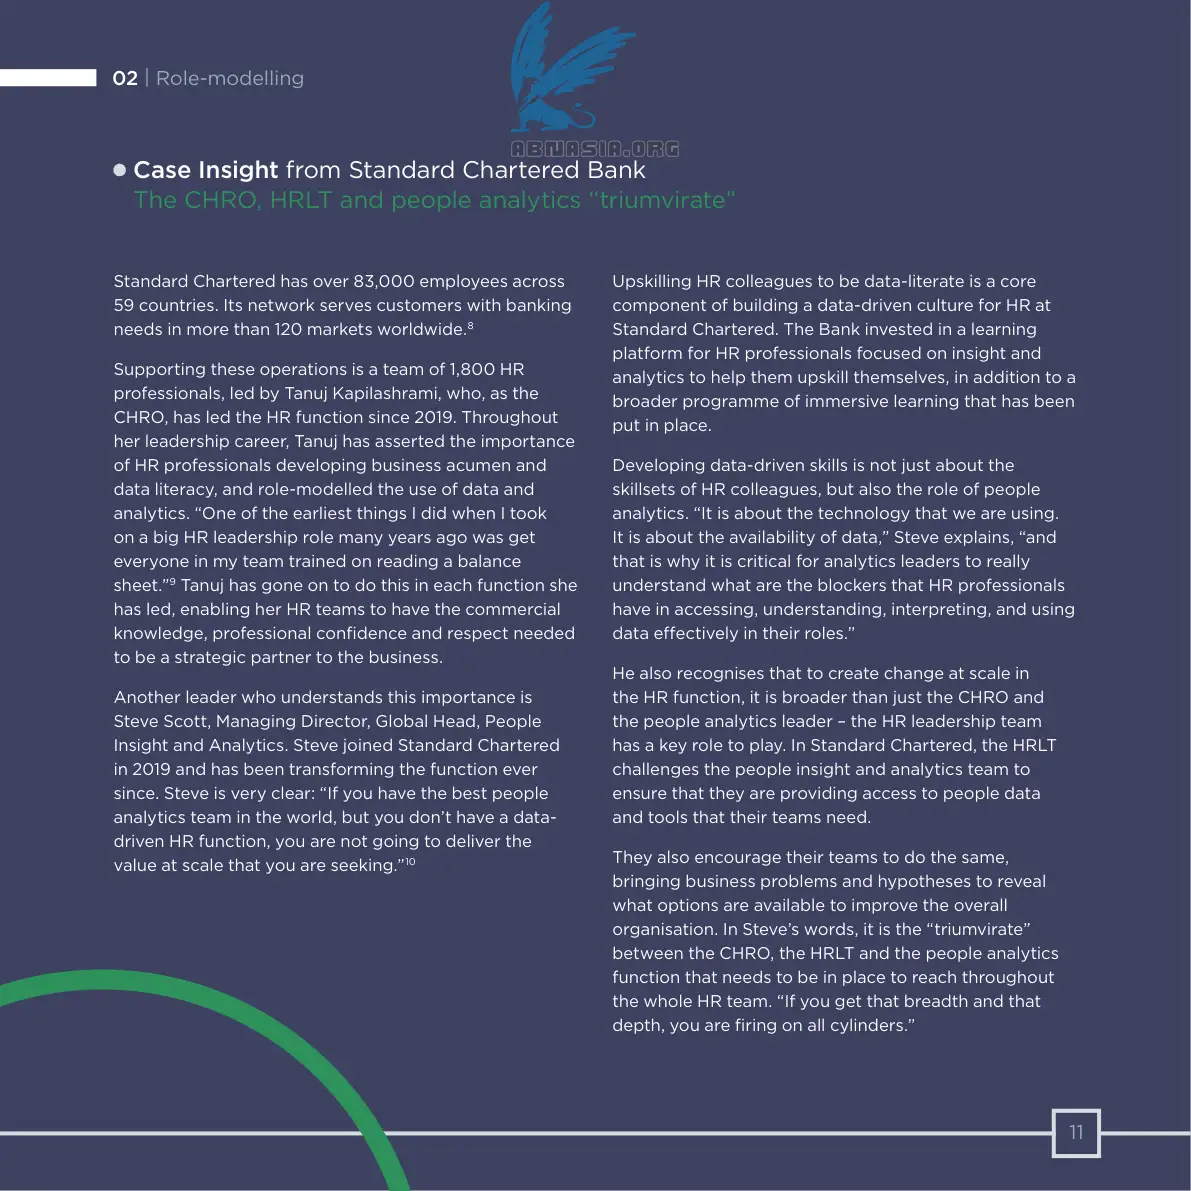 02 | Role-modelling
ABNASIA.ORG
Case Insight from Standard Chartered Bank
The CHRO, HRLT and people analytics “triumvirate”
Standard Chartered has over 83,000 employees across
59 countries. Its network serves customers with banking
needs in more than 120 markets worldwide.8
Supporting these operations is a team of 1,800 HR
professionals, led by Tanuj Kapilashrami, who, as the
CHRO, has led the HR function since 2019. Throughout
her leadership career, Tanuj has asserted the importance
of HR professionals developing business acumen and
data literacy, and role-modelled the use of data and
analytics. “One of the earliest things I did when I took
on a big HR leadership role many years ago was get
everyone in my team trained on reading a balance
sheet.”9 Tanuj has gone on to do this in each function she
has led, enabling her HR teams to have the commercial
knowledge, professional confidence and respect needed
to be a strategic partner to the business.
Another leader who understands this importance is
Steve Scott, Managing Director, Global Head, People
Insight and Analytics. Steve joined Standard Chartered
in 2019 and has been transforming the function ever
since. Steve is very clear: “If you have the best people
analytics team in the world, but you don’t have a data-
driven HR function, you are not going to deliver the
value at scale that you are seeking.”10
Upskilling HR colleagues to be data-literate is a core
component of building a data-driven culture for HR at
Standard Chartered. The Bank invested in a learning
platform for HR professionals focused on insight and
analytics to help them upskill themselves, in addition to a
broader programme of immersive learning that has been
put in place.
Developing data-driven skills is not just about the
skillsets of HR colleagues, but also the role of people
analytics. “It is about the technology that we are using.
It is about the availability of data,” Steve explains, “and
that is why it is critical for analytics leaders to really
understand what are the blockers that HR professionals
have in accessing, understanding, interpreting, and using
data effectively in their roles.”
He also recognises that to create change at scale in
the HR function, it is broader than just the CHRO and
the people analytics leader – the HR leadership team
has a key role to play. In Standard Chartered, the HRLT
challenges the people insight and analytics team to
ensure that they are providing access to people data
and tools that their teams need.
They also encourage their teams to do the same,
bringing business problems and hypotheses to reveal
what options are available to improve the overall
organisation. In Steve’s words, it is the “triumvirate”
between the CHRO, the HRLT and the people analytics
function that needs to be in place to reach throughout
the whole HR team. “If you get that breadth and that
depth, you are firing on all cylinders.”
11